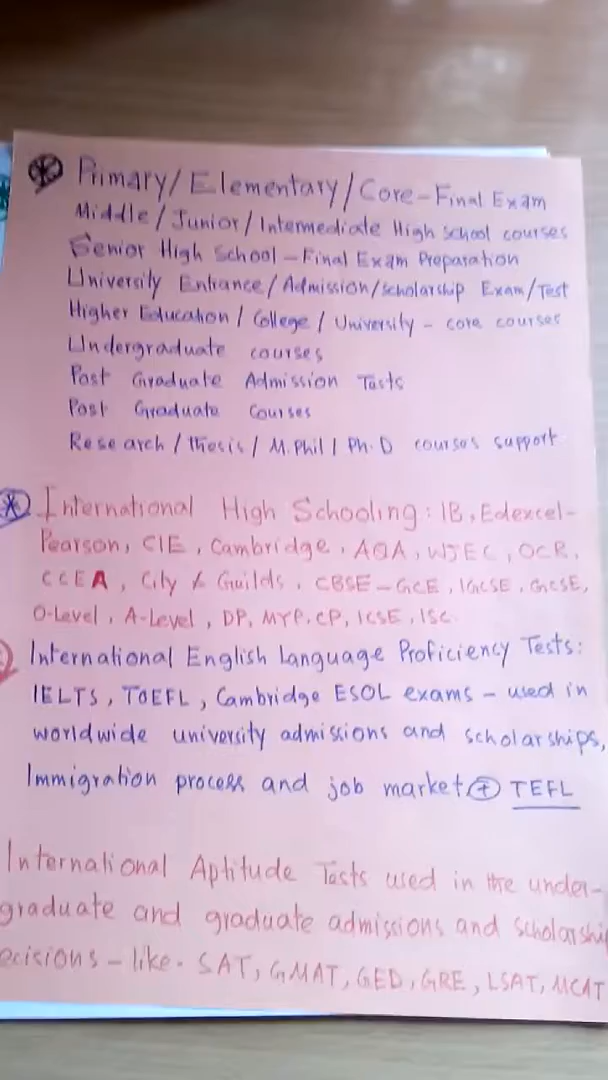 Primary/Elementary/Core-Final Exam
Middle/Junior/Intermediate High school courses
Senior High School - Final Exam Preparation
University Entrance/Admission/scholarship Exam/Test
Higher Education/College/University - core courses
Undergraduate courses
Post Graduate Admission Tests
Post Graduate Courses
Research/thesis/M.Phil/Ph.D courses support
International High Schooling: IB, Edexcel-
Pearson, CIE, Cambridge, AQA, WJEC, OCR,
CCEA, City & Guilds, CBSE-GCE, IGCSE, GCSE,
O-Level, A-Level, DP, MYP, CP, ICSE, ISC
International English Language Proficiency Tests:
IELTS, TOEFL, Cambridge ESOL exams - used in
worldwide university admissions and scholarships,
Immigration process and job market + TEFL
International Aptitude Tests used in the under-
graduate and graduate admissions and scholarshi
ecisions - like - SAT, GMAT, GED, GRE, LSAT, MCAT